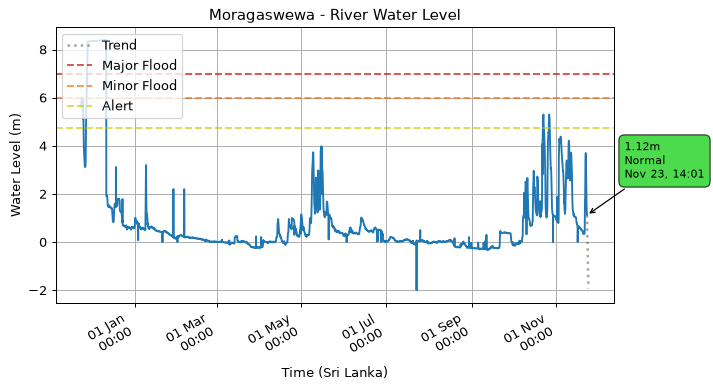 Moragaswewa - River Water Level
Trend
Major Flood
Minor Flood
Alert
8
6
4
2
0
−2
Water Level (m)
1.12m
Normal
Nov 23, 14:01
01 Jan
00:00
01 Mar
00:00
01 May
00:00
01 Jul
00:00
01 Sep
00:00
01 Nov
00:00
Time (Sri Lanka)